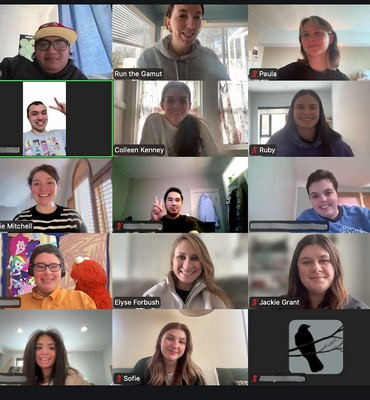 Run the Gamut
Paula
Colleen Kenney
Ruby
ie Mitchell
Elyse Forbush
Jackie Grant
Sofie